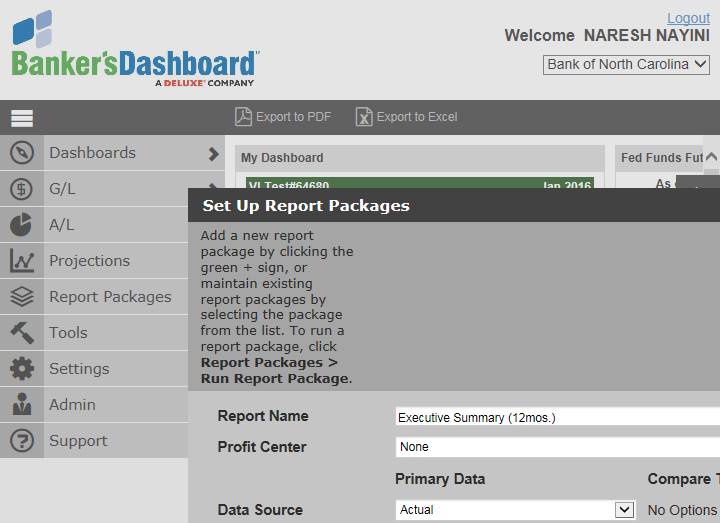 Logout
Welcome NARESH NAYINI
Banker'sDashboard™
A DELUXE® COMPANY
Bank of North Carolina
Export to PDF Export to Excel
Dashboards
G/L
A/L
Projections
Report Packages
Tools
Settings
Admin
Support
My Dashboard Fed Funds Fut
VI Test#64680 Jan 2016 As
Set Up Report Packages
Add a new report
package by clicking the
green + sign, or
maintain existing
report packages by
selecting the package
from the list. To run a
report package, click
Report Packages >
Run Report Package.
Report Name Executive Summary (12mos.)
Profit Center None
Primary Data Compare T
Data Source Actual No Options